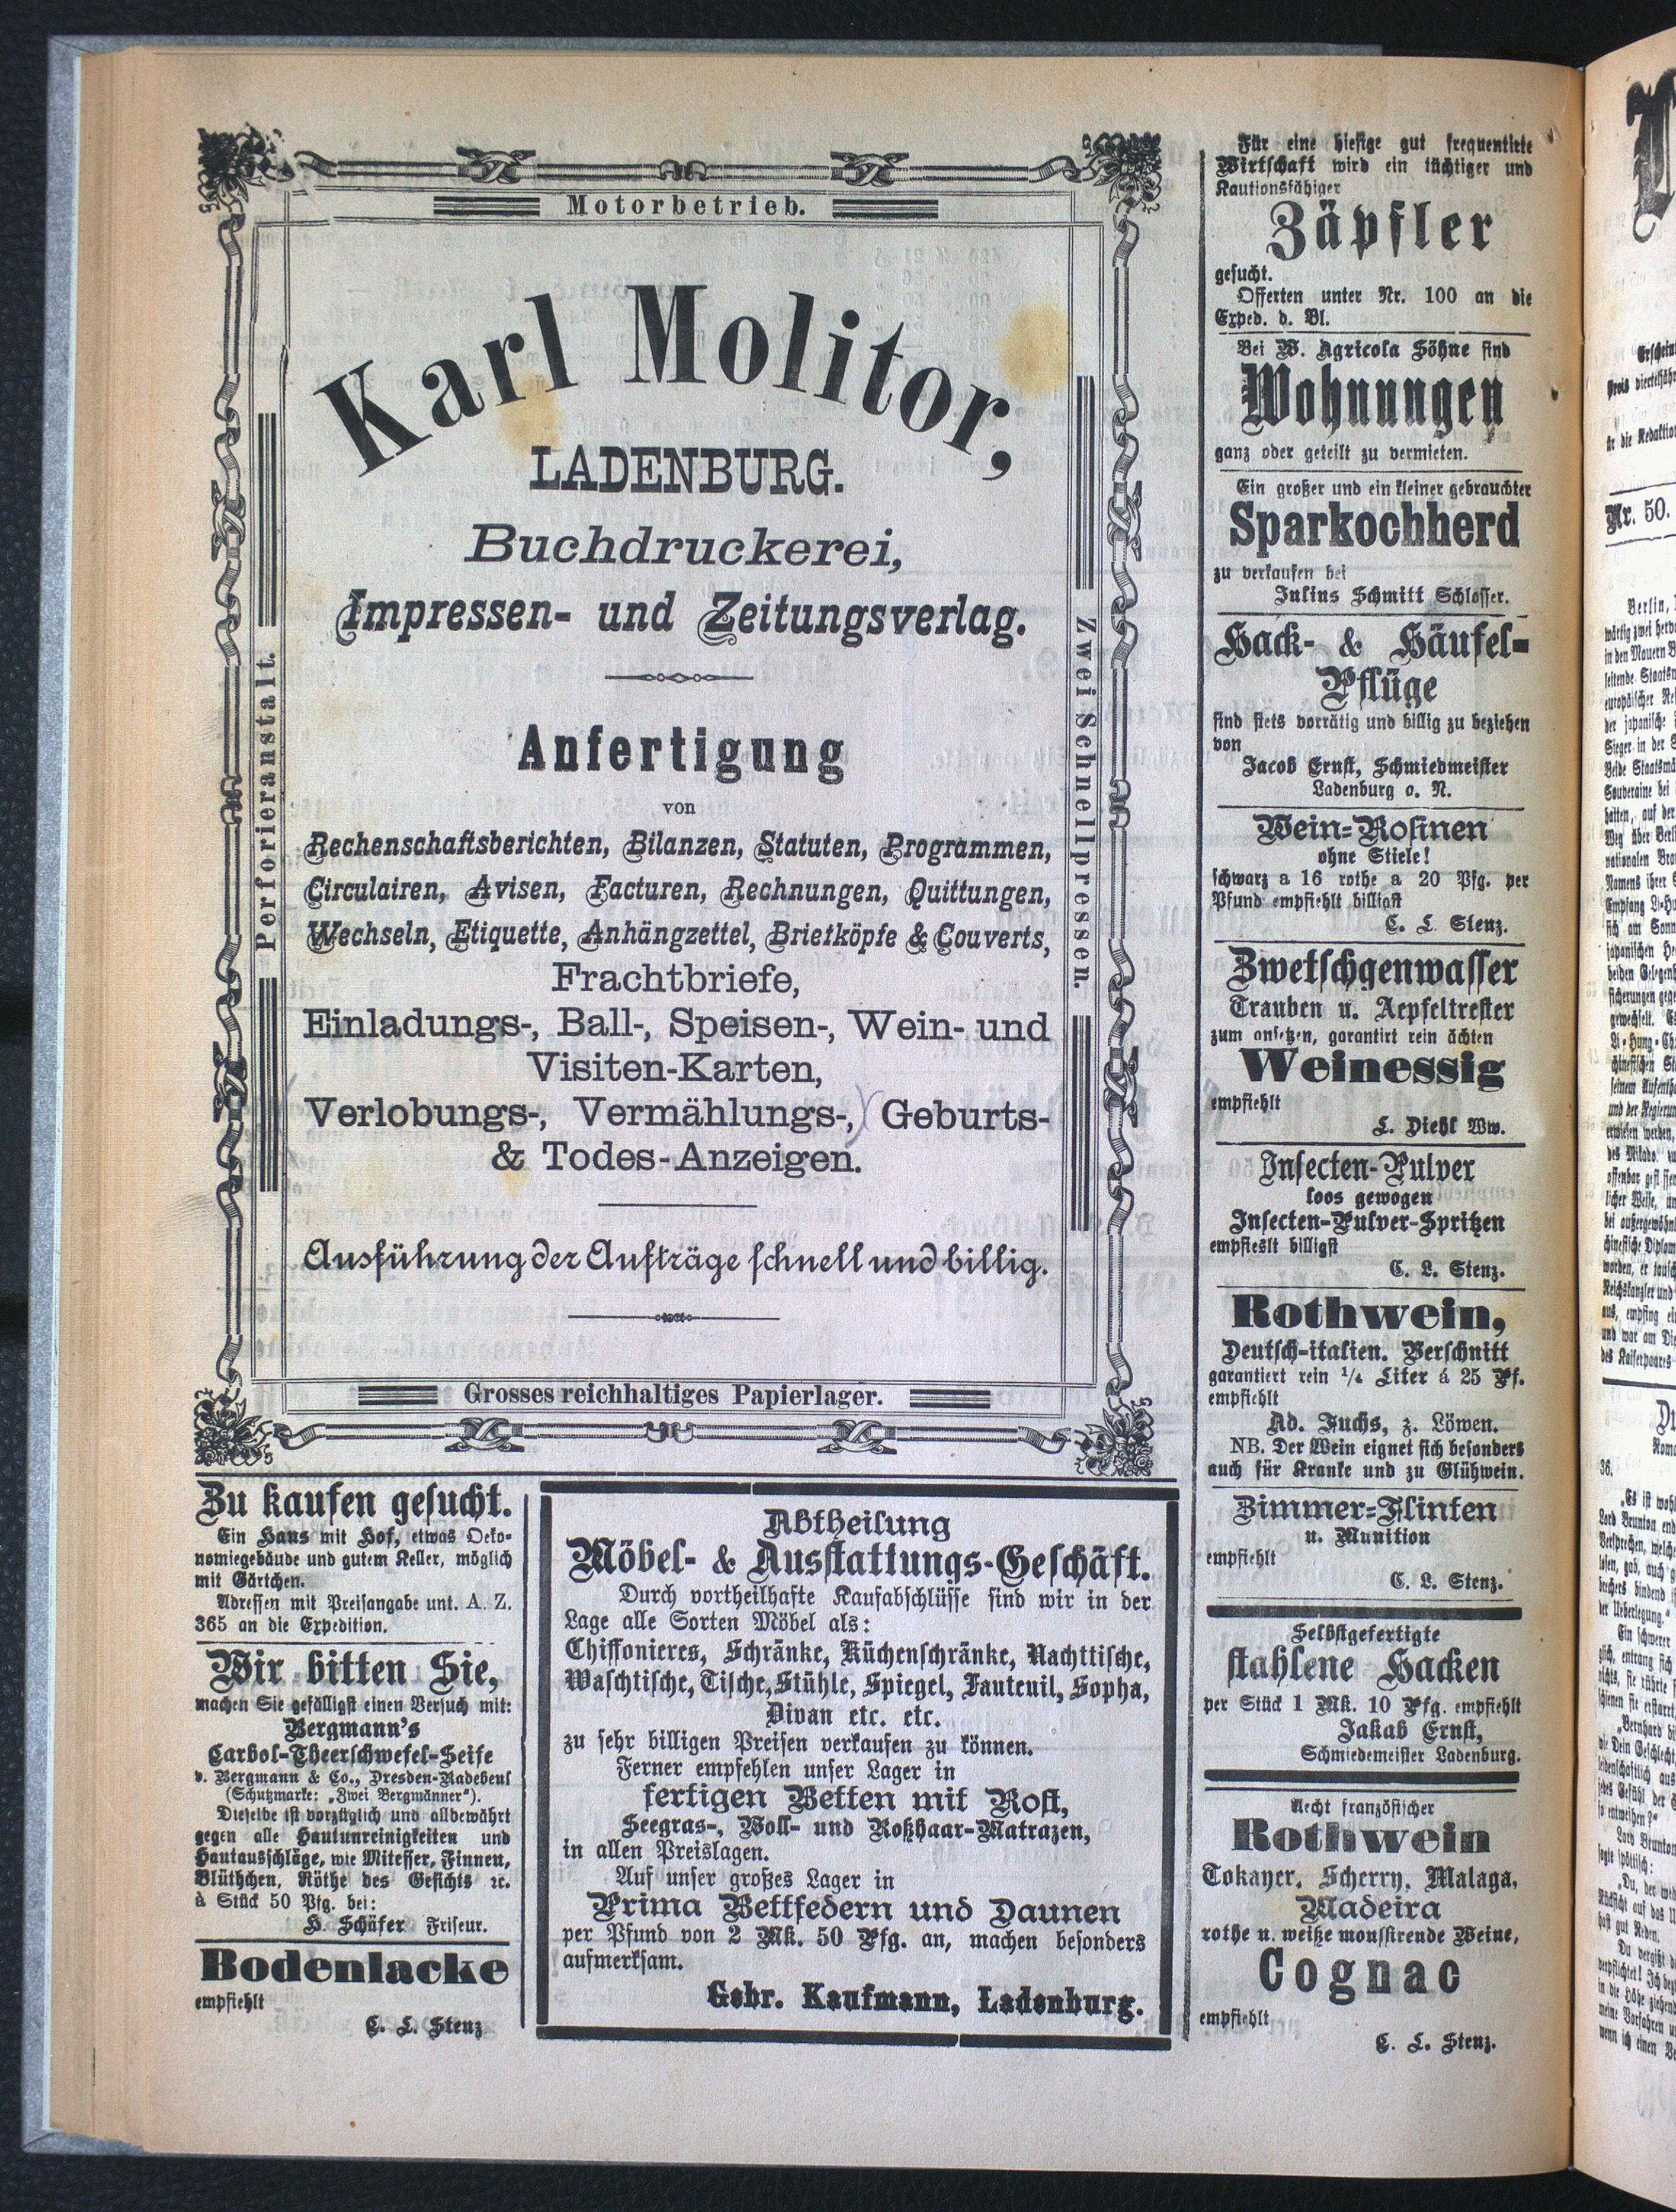 Motorbetrieb.
Karl Molitor,
LADENBURG.
Buchdruckerei,
Impressen- und Zeitungsverlag.
Anfertigung
von
Rechenschaftsberichten, Bilanzen, Statuten, Programmen,
Circulairen, Avisen, Facturen, Rechnungen, Quittungen,
Wechseln, Etiquette, Anhängzettel, Briefköpfe & Couverts,
Frachtbriefe,
Einladungs-, Ball-, Speisen-, Wein- und
Visiten-Karten,
Verlobungs-, Vermählungs-, Geburts-
& Todes-Anzeigen.
Ausführung der Aufträge schnell und billig.
Grosses reichhaltiges Papierlager.
Perforieranstalt.
Zwei Schnellpressen.
Zu kaufen gesucht.
Ein Haus mit Hof, etwas Oeko-
nomiegebäude und gutem Keller, möglich
mit Gärtchen.
Adressen mit Preisangabe unt. A. Z.
365 an die Expedition.
Wir bitten Sie,
machen Sie gefälligst einen Versuch mit:
Bergmann's
Carbol-Theerschwefel-Seife
v. Bergmann & Co., Dresden-Radebeul
(Schutzmarke: „Zwei Bergmänner“).
Dieselbe ist vorzüglich und allbewährt
gegen alle Hautunreinigkeiten und
Hautausschläge, wie Mitesser, Finnen,
Blüthchen, Röthe des Gesichts ⁊c.
à Stück 50 Pfg. bei:
H. Schäfer Friseur.
Bodenlacke
empfiehlt
C. L. Stenz
Abtheilung
Möbel- & Ausstattungs-Geschäft.
Durch vortheilhafte Kaufabschlüsse sind wir in der
Lage alle Sorten Möbel als:
Chiffonieres, Schränke, Küchenschränke, Nachttische,
Waschtische, Tische, Stühle, Spiegel, Fauteuil, Sopha,
Divan etc. etc.
zu sehr billigen Preisen verkaufen zu können.
Ferner empfehlen unser Lager in
fertigen Betten mit Rost,
Seegras-, Woll- und Roßhaar-Matrazen,
in allen Preislagen.
Auf unser großes Lager in
Prima Bettfedern und Daunen
per Pfund von 2 Mk. 50 Pfg. an, machen besonders
aufmerksam.
Gebr. Kaufmann, Ladenburg.
Für eine hiesige gut frequentirte
Wirtschaft wird ein tüchtiger und
Kautionsfähiger
Zäpfler
gesucht.
Offerten unter Nr. 100 an die
Exped. d. Bl.
Bei W. Agricola Söhne sind
Wohnungen
ganz oder geteilt zu vermieten.
Ein großer und ein kleiner gebrauchter
Sparkochherd
zu verkaufen bei
Julius Schmitt Schlosser.
Hack- & Häufel-
Pflüge
sind stets vorrätig und billig zu beziehen
von
Jacob Ernst, Schmiedmeister
Ladenburg a. N.
Wein-Rosinen
ohne Stiele!
schwarz a 16 rothe a 20 Pfg. per
Pfund empfiehlt billigst
C. L. Stenz.
Zwetschgenwasser
Trauben u. Aepfeltrester
zum ansetzen, garantirt rein ächten
Weinessig
empfiehlt
L. Diehl Ww.
Insecten-Pulver
loos gewogen
Insecten-Pulver-Spritzen
empfieslt billigst
C. L. Stenz.
Rothwein,
Deutsch-italien. Verschnitt
garantiert rein 1/4 Liter á 25 Pf.
empfiehlt
Ad. Fuchs, z. Löwen.
NB. Der Wein eignet sich besonders
auch für Kranke und zu Glühwein.
Zimmer-Flinten
u. Munition
empfiehlt
C. L. Stenz.
Selbstgefertigte
stahlene Hacken
per Stück 1 Mk. 10 Pfg. empfiehlt
Jakab Ernst,
Schmiedemeister Ladenburg.
Aecht französischer
Rothwein
Tokayer, Scherry, Malaga,
Madeira
rothe u. weiße moussirende Weine,
Cognac
empfiehlt
C. L. Stenz.
Nr. 50.